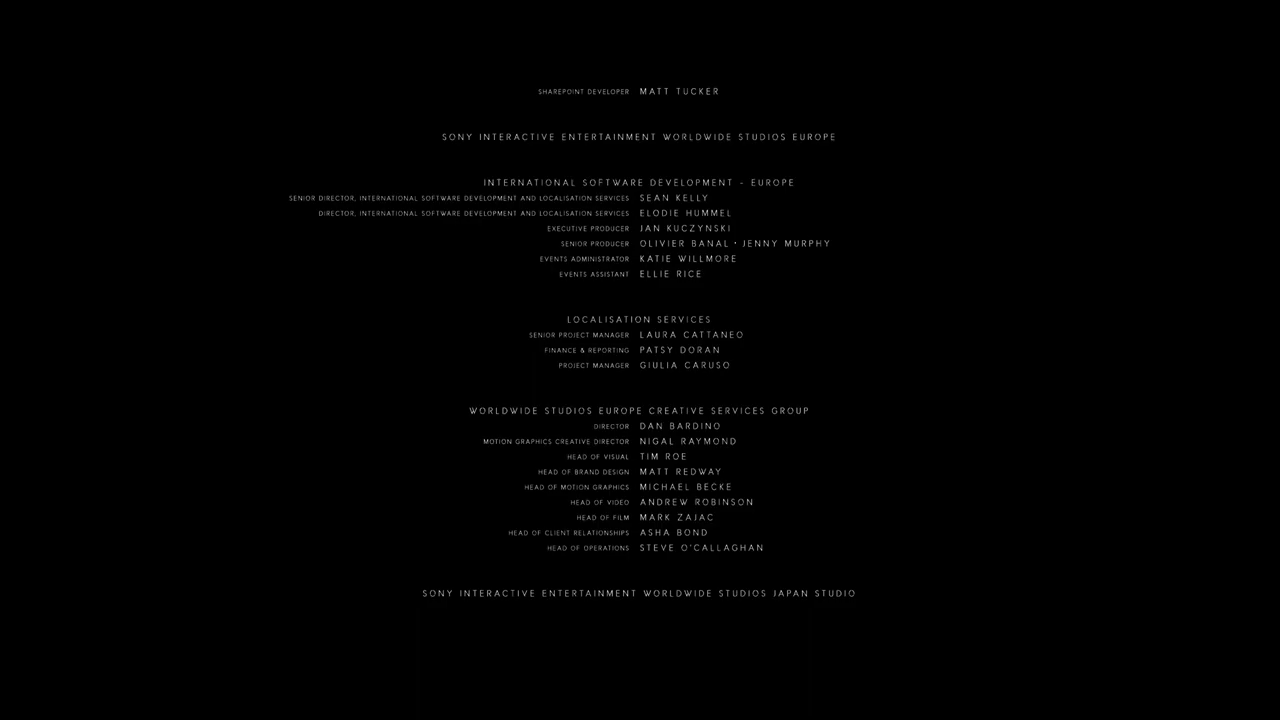 SHAREPOINT DEVELOPER MATT TUCKER
SONY INTERACTIVE ENTERTAINMENT WORLDWIDE STUDIOS EUROPE
INTERNATIONAL SOFTWARE DEVELOPMENT - EUROPE
SENIOR DIRECTOR, INTERNATIONAL SOFTWARE DEVELOPMENT AND LOCALISATION SERVICES SEAN KELLY
DIRECTOR, INTERNATIONAL SOFTWARE DEVELOPMENT AND LOCALISATION SERVICES ELODIE HUMMEL
EXECUTIVE PRODUCER JAN KUCZYNSKI
SENIOR PRODUCER OLIVIER BANAL • JENNY MURPHY
EVENTS ADMINISTRATOR KATIE WILLMORE
EVENTS ASSISTANT ELLIE RICE
LOCALISATION SERVICES
SENIOR PROJECT MANAGER LAURA CATTANEO
FINANCE & REPORTING PATSY DORAN
PROJECT MANAGER GIULIA CARUSO
WORLDWIDE STUDIOS EUROPE CREATIVE SERVICES GROUP
DIRECTOR DAN BARDINO
MOTION GRAPHICS CREATIVE DIRECTOR NIGAL RAYMOND
HEAD OF VISUAL TIM ROE
HEAD OF BRAND DESIGN MATT REDWAY
HEAD OF MOTION GRAPHICS MICHAEL BECKE
HEAD OF VIDEO ANDREW ROBINSON
HEAD OF FILM MARK ZAJAC
HEAD OF CLIENT RELATIONSHIPS ASHA BOND
HEAD OF OPERATIONS STEVE O'CALLAGHAN
SONY INTERACTIVE ENTERTAINMENT WORLDWIDE STUDIOS JAPAN STUDIO